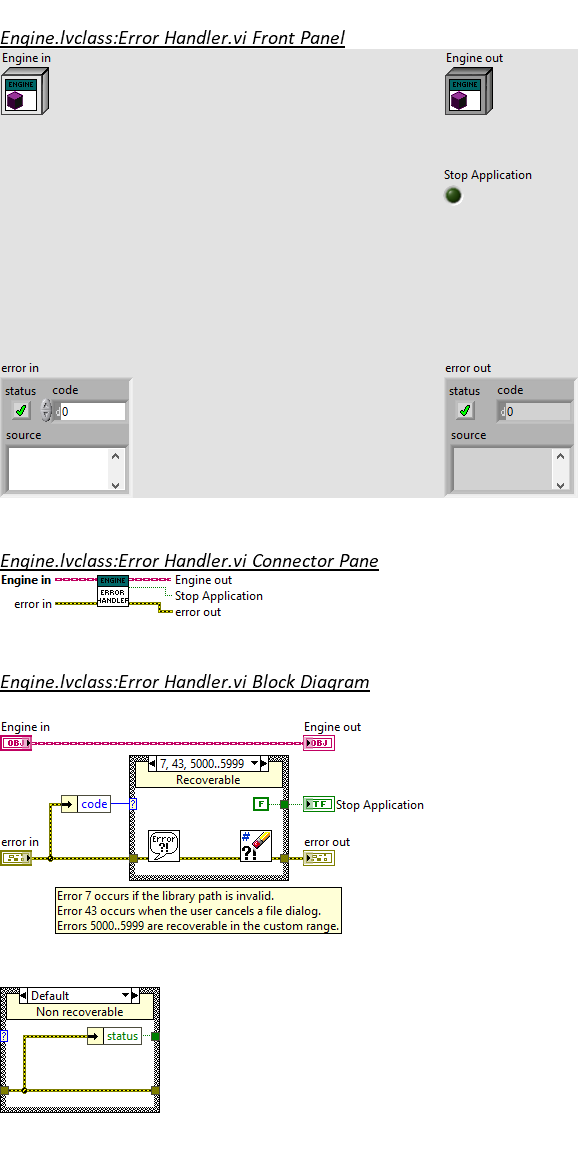 Engine.lvclass:Error Handler.vi Front Panel
Engine in
Engine out
ENGINE
ENGINE
Stop Application
error in
error out
status code
status code
d 0
d 0
source
source
Engine.lvclass:Error Handler.vi Connector Pane
Engine in
ENGINE
ERROR
HANDLER
Engine out
Stop Application
error in
error out
Engine.lvclass:Error Handler.vi Block Diagram
Engine in
Engine out
OBJ
OBJ
7, 43, 5000..5999
Recoverable
code
?
F
TF
Stop Application
error in
Error
?!
#
?!
error out
Error 7 occurs if the library path is invalid.
Error 43 occurs when the user cancels a file dialog.
Errors 5000..5999 are recoverable in the custom range.
Default
Non recoverable
?
status